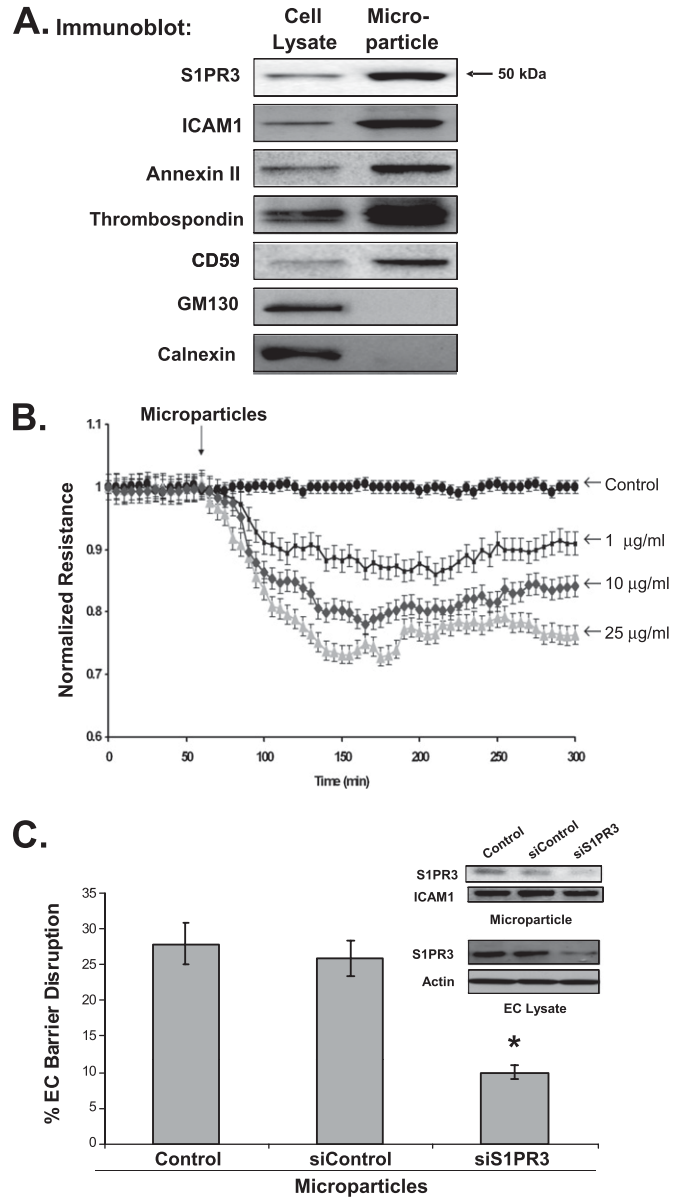 A. Immunoblot:
Cell Lysate
Micro-particle
S1PR3
← 50 kDa
ICAM1
Annexin II
Thrombospondin
CD59
GM130
Calnexin
B.
Microparticles
1.1
1
0.9
0.8
0.7
0.6
Normalized Resistance
0 50 100 150 200 250 300
Time (min)
← Control
← 1 µg/ml
← 10 µg/ml
← 25 µg/ml
C.
Control siControl siS1PR3
S1PR3
ICAM1
Microparticle
S1PR3
Actin
EC Lysate
35
30
25
20
15
10
5
0
% EC Barrier Disruption
*
Control siControl siS1PR3
Microparticles